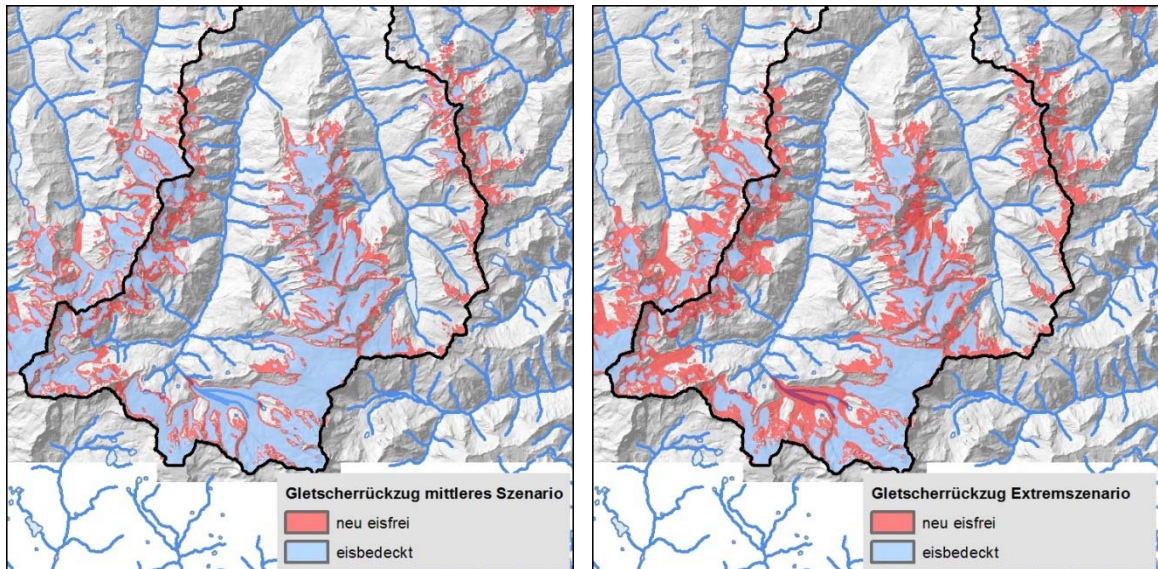 Gletscherrückzug mittleres Szenario
neu eisfrei
eisbedeckt
Gletscherrückzug Extremszenario
neu eisfrei
eisbedeckt